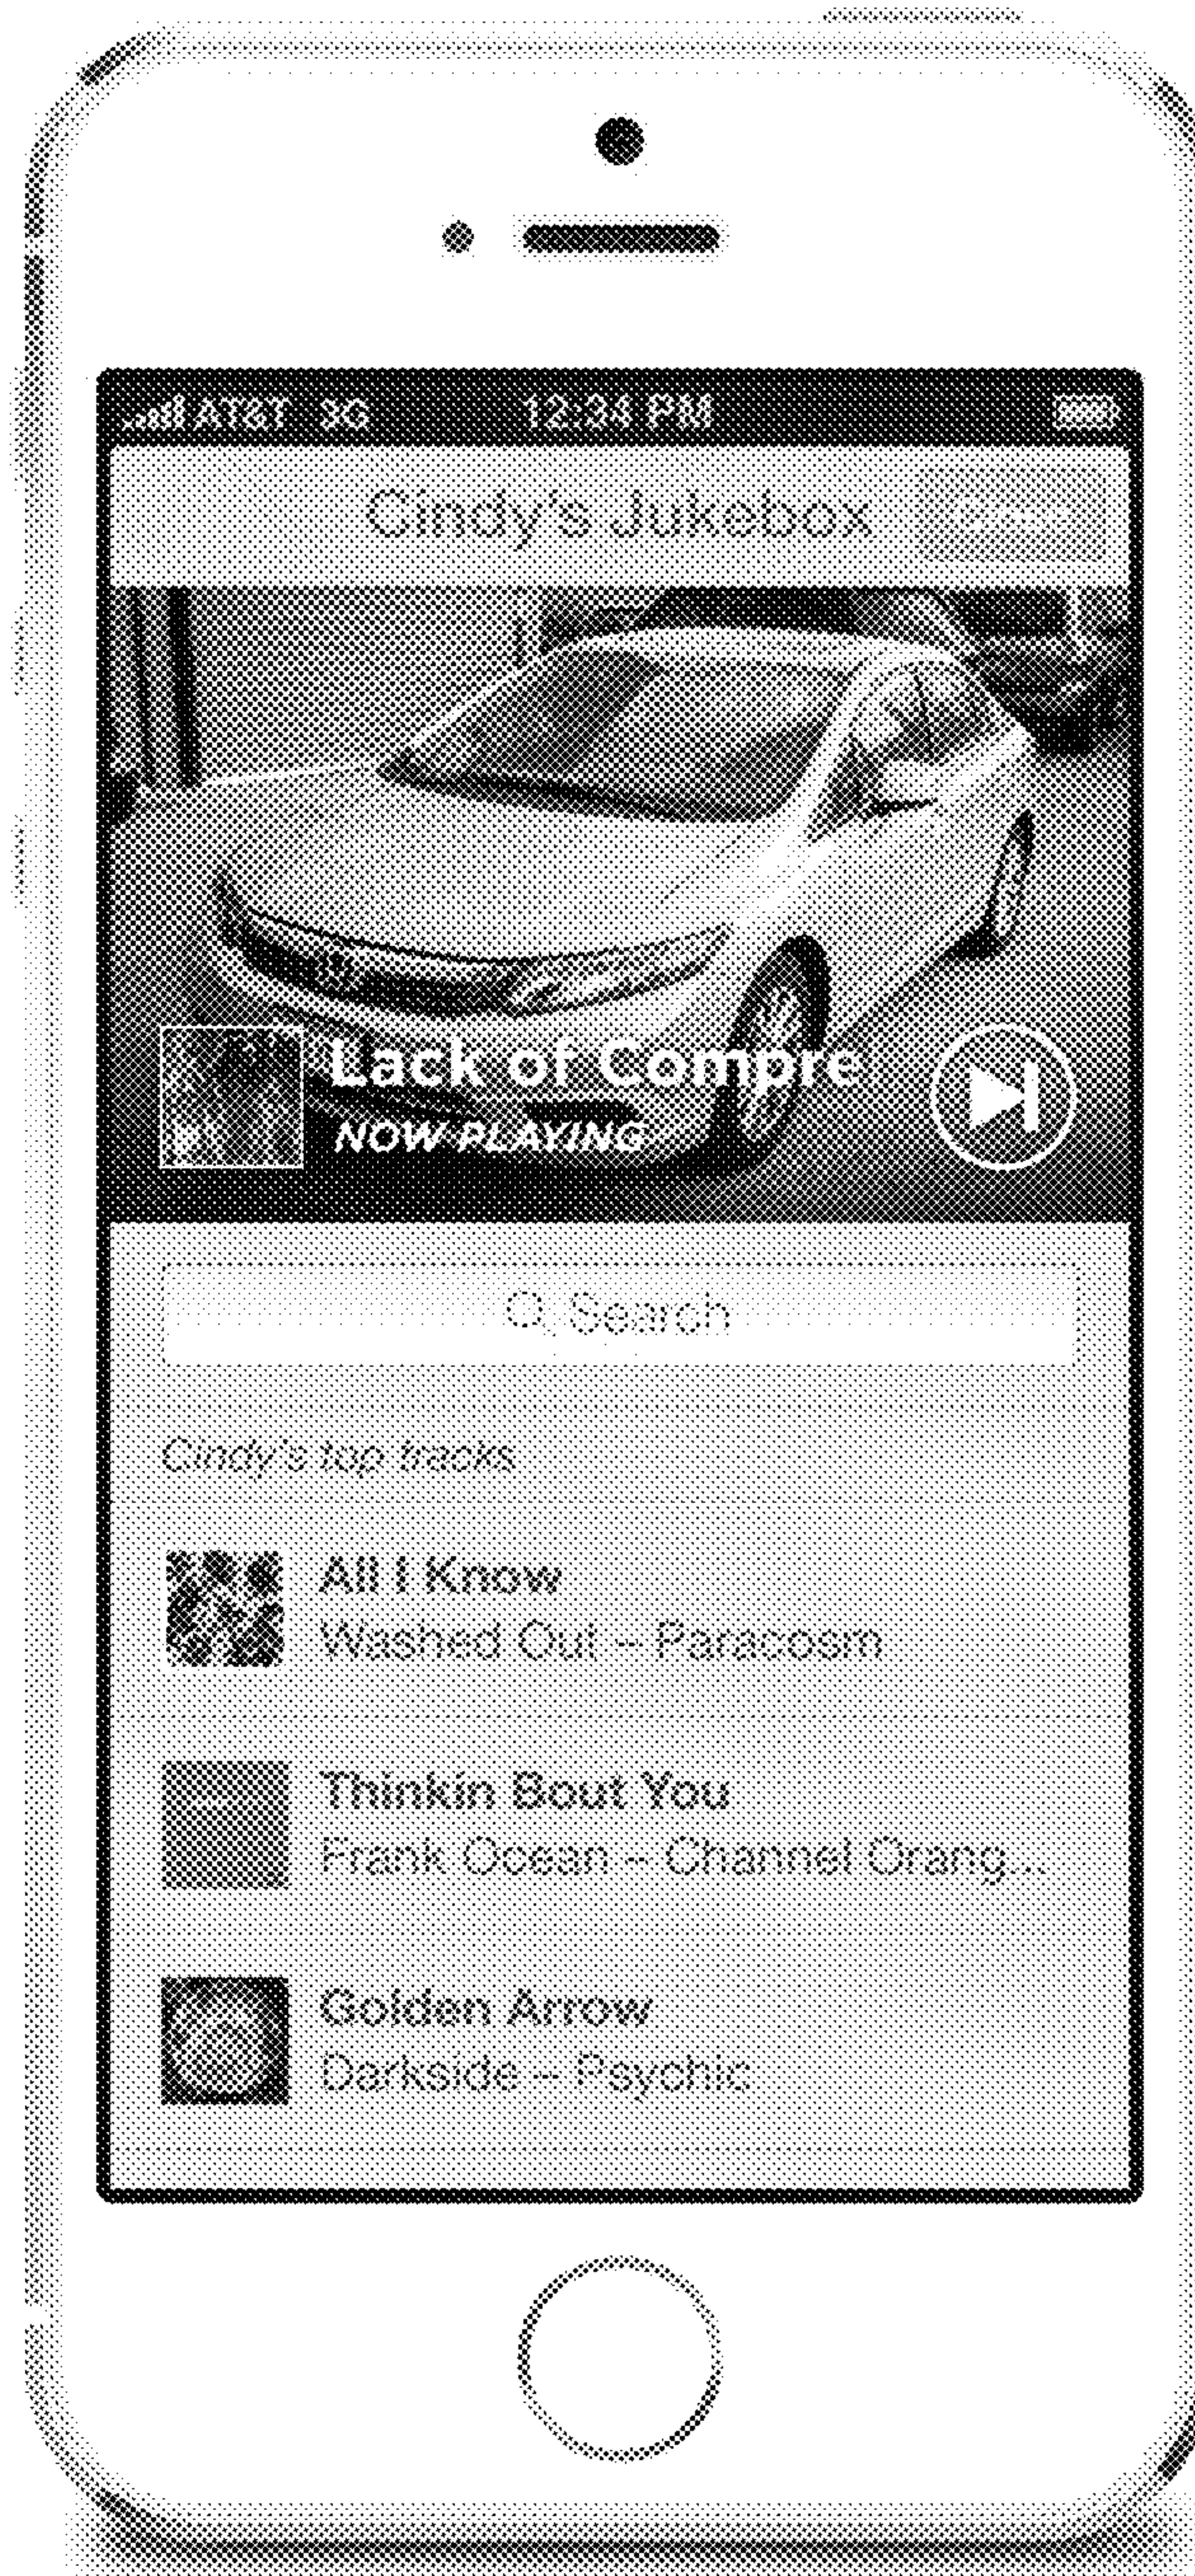 AT&T 3G 12:34 PM
Cindy's Jukebox
Lack of Compre
NOW PLAYING
Search
Cindy's top tracks
All I Know
Washed Out -- Paracosm
Thinkin Bout You
Frank Ocean -- Channel Orang...
Golden Arrow
Darkside -- Psychic